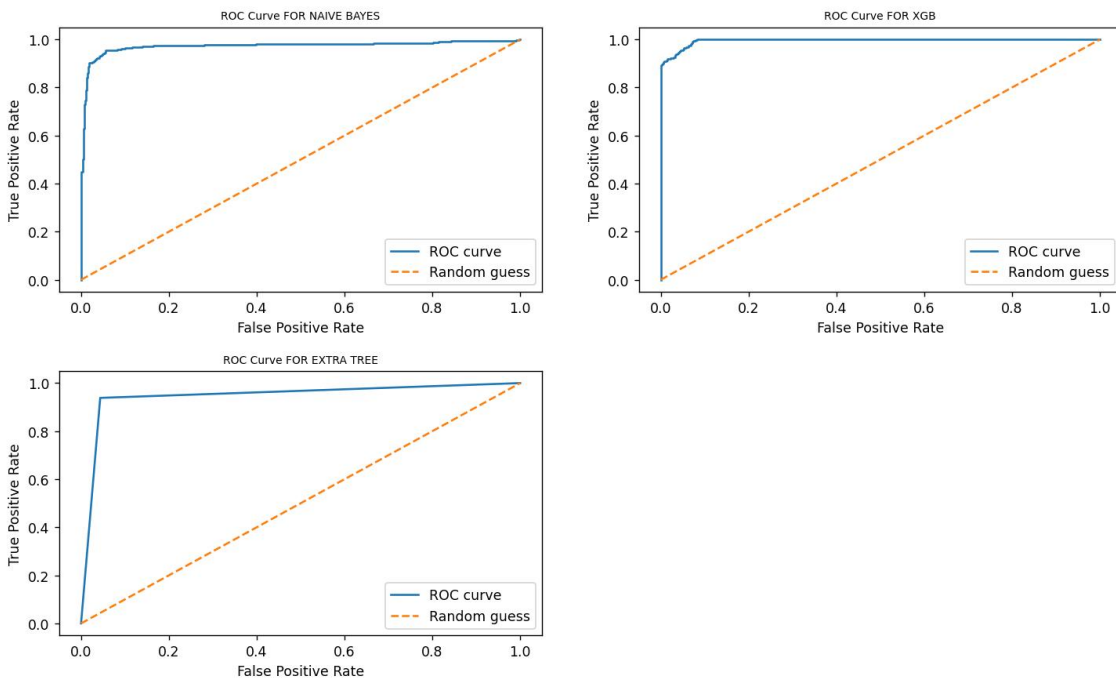 ROC Curve FOR NAIVE BAYES
1.0
0.8
0.6
0.4
0.2
0.0
True Positive Rate
ROC curve
Random guess
0.0 0.2 0.4 0.6 0.8 1.0
False Positive Rate
ROC Curve FOR XGB
1.0
0.8
0.6
0.4
0.2
0.0
True Positive Rate
ROC curve
Random guess
0.0 0.2 0.4 0.6 0.8 1.0
False Positive Rate
ROC Curve FOR EXTRA TREE
1.0
0.8
0.6
0.4
0.2
0.0
True Positive Rate
ROC curve
Random guess
0.0 0.2 0.4 0.6 0.8 1.0
False Positive Rate